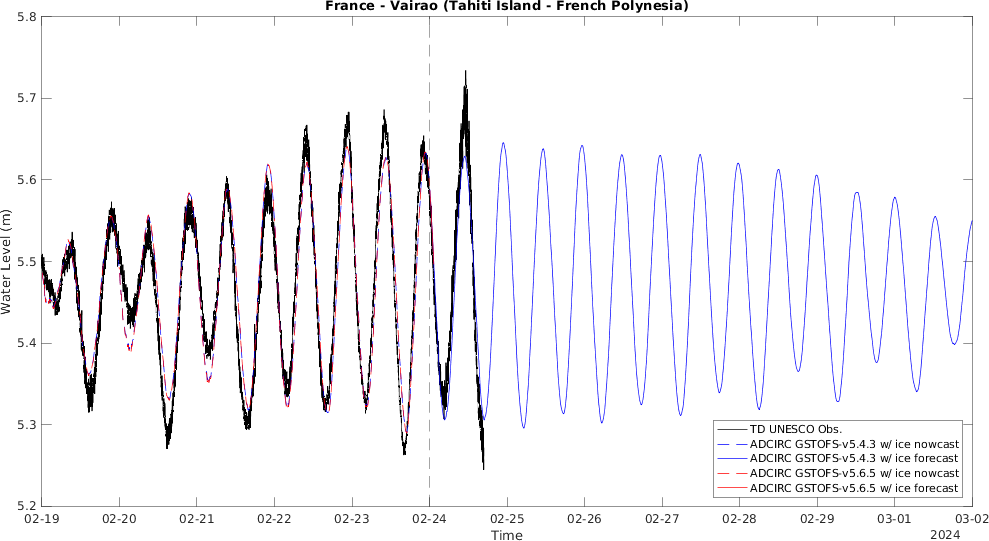 France - Vairao (Tahiti Island - French Polynesia)
5.8
5.7
5.6
5.5
5.4
5.3
5.2
Water Level (m)
TD UNESCO Obs.
ADCIRC GSTOFS-v5.4.3 w/ ice nowcast
ADCIRC GSTOFS-v5.4.3 w/ ice forecast
ADCIRC GSTOFS-v5.6.5 w/ ice nowcast
ADCIRC GSTOFS-v5.6.5 w/ ice forecast
02-19 02-20 02-21 02-22 02-23 02-24 02-25 02-26 02-27 02-28 02-29 03-01 03-02
Time
2024